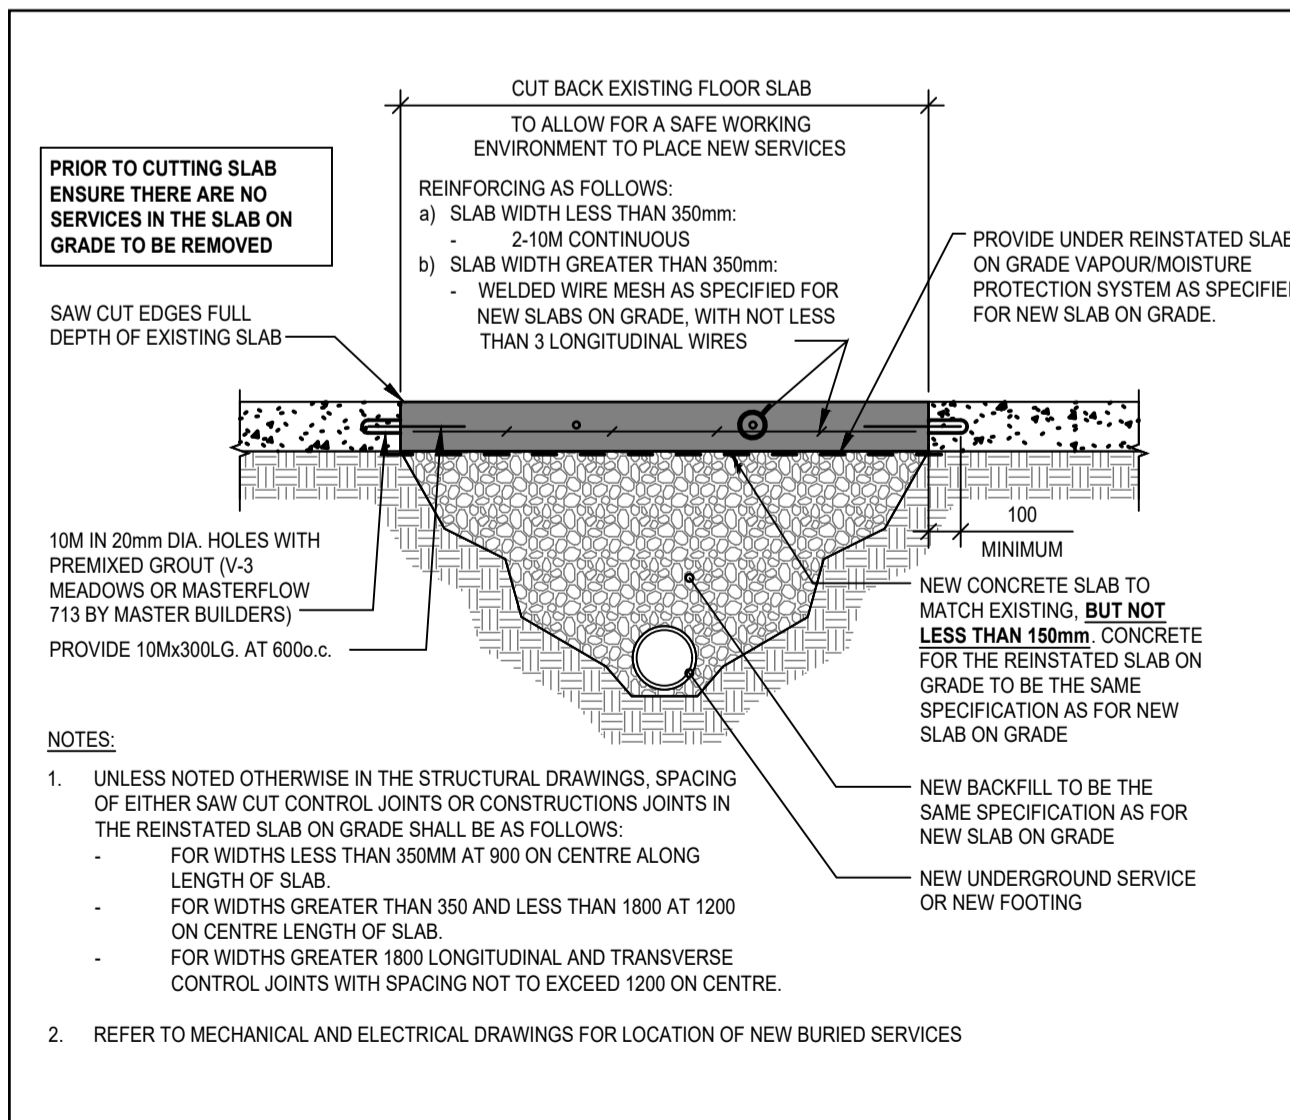 CUT BACK EXISTING FLOOR SLAB
TO ALLOW FOR A SAFE WORKING
ENVIRONMENT TO PLACE NEW SERVICES
PRIOR TO CUTTING SLAB
ENSURE THERE ARE NO
SERVICES IN THE SLAB ON
GRADE TO BE REMOVED
REINFORCING AS FOLLOWS:
a) SLAB WIDTH LESS THAN 350mm:
- 2-10M CONTINUOUS
b) SLAB WIDTH GREATER THAN 350mm:
- WELDED WIRE MESH AS SPECIFIED FOR
NEW SLABS ON GRADE, WITH NOT LESS
THAN 3 LONGITUDINAL WIRES
PROVIDE UNDER REINSTATED SLAB
ON GRADE VAPOUR/MOISTURE
PROTECTION SYSTEM AS SPECIFIED
FOR NEW SLAB ON GRADE.
SAW CUT EDGES FULL
DEPTH OF EXISTING SLAB
100
MINIMUM
10M IN 20mm DIA. HOLES WITH
PREMIXED GROUT (V-3
MEADOWS OR MASTERFLOW
713 BY MASTER BUILDERS)
PROVIDE 10Mx300LG. AT 600o.c.
NEW CONCRETE SLAB TO
MATCH EXISTING, BUT NOT
LESS THAN 150mm. CONCRETE
FOR THE REINSTATED SLAB ON
GRADE TO BE THE SAME
SPECIFICATION AS FOR NEW
SLAB ON GRADE
NEW BACKFILL TO BE THE
SAME SPECIFICATION AS FOR
NEW SLAB ON GRADE
NEW UNDERGROUND SERVICE
OR NEW FOOTING
NOTES:
1. UNLESS NOTED OTHERWISE IN THE STRUCTURAL DRAWINGS, SPACING
OF EITHER SAW CUT CONTROL JOINTS OR CONSTRUCTIONS JOINTS IN
THE REINSTATED SLAB ON GRADE SHALL BE AS FOLLOWS:
- FOR WIDTHS LESS THAN 350MM AT 900 ON CENTRE ALONG
LENGTH OF SLAB.
- FOR WIDTHS GREATER THAN 350 AND LESS THAN 1800 AT 1200
ON CENTRE LENGTH OF SLAB.
- FOR WIDTHS GREATER 1800 LONGITUDINAL AND TRANSVERSE
CONTROL JOINTS WITH SPACING NOT TO EXCEED 1200 ON CENTRE.
2. REFER TO MECHANICAL AND ELECTRICAL DRAWINGS FOR LOCATION OF NEW BURIED SERVICES